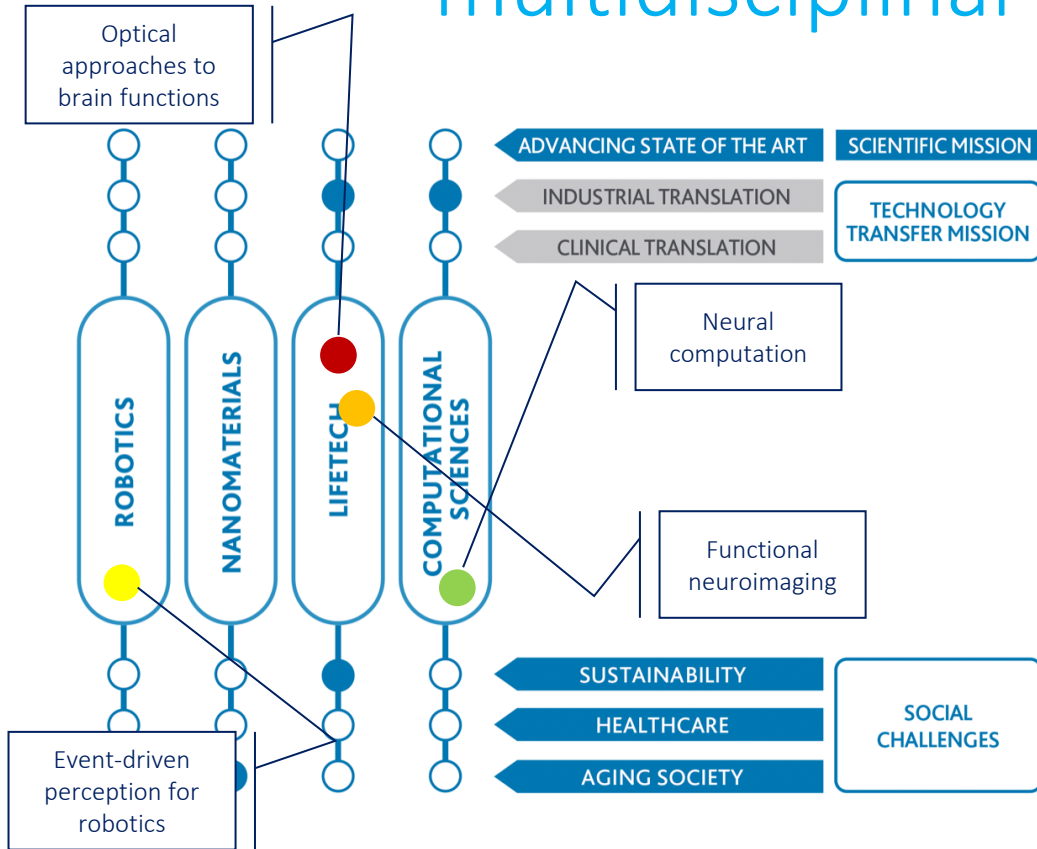 multidisciplinar
Optical
approaches to
brain functions
ADVANCING STATE OF THE ART
SCIENTIFIC MISSION
INDUSTRIAL TRANSLATION
CLINICAL TRANSLATION
TECHNOLOGY
TRANSFER MISSION
Neural
computation
ROBOTICS
NANOMATERIALS
LIFETECH
COMPUTATIONAL
SCIENCES
Functional
neuroimaging
SUSTAINABILITY
HEALTHCARE
AGING SOCIETY
SOCIAL
CHALLENGES
Event-driven
perception for
robotics